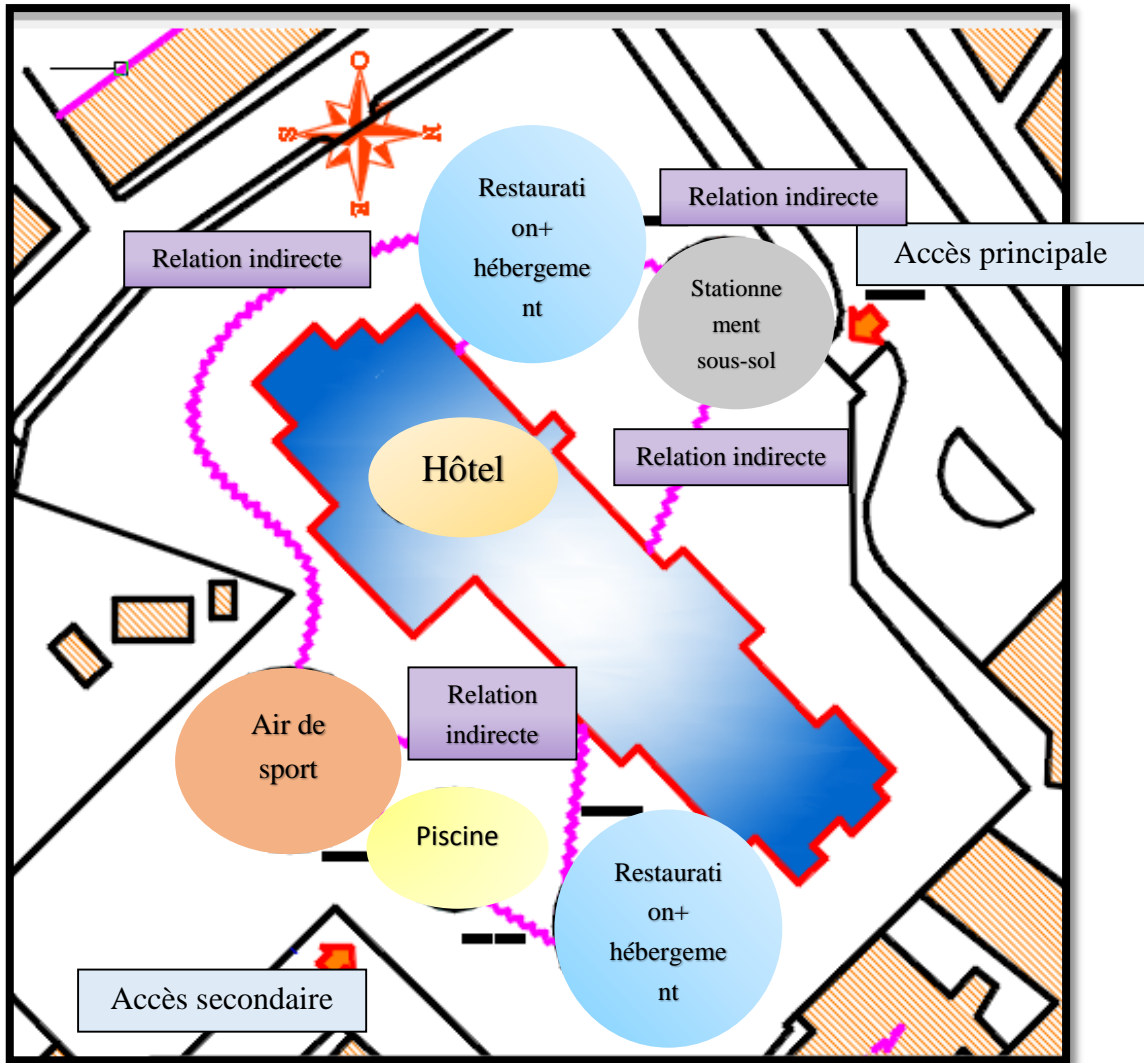 O
S
N
E
Restaurati
on+
hébergeme
nt
Relation indirecte
Accès principale
Relation indirecte
Stationne
ment
sous-sol
Hôtel
Relation indirecte
Air de
sport
Relation
indirecte
Piscine
Restaurati
on+
hébergeme
nt
Accès secondaire